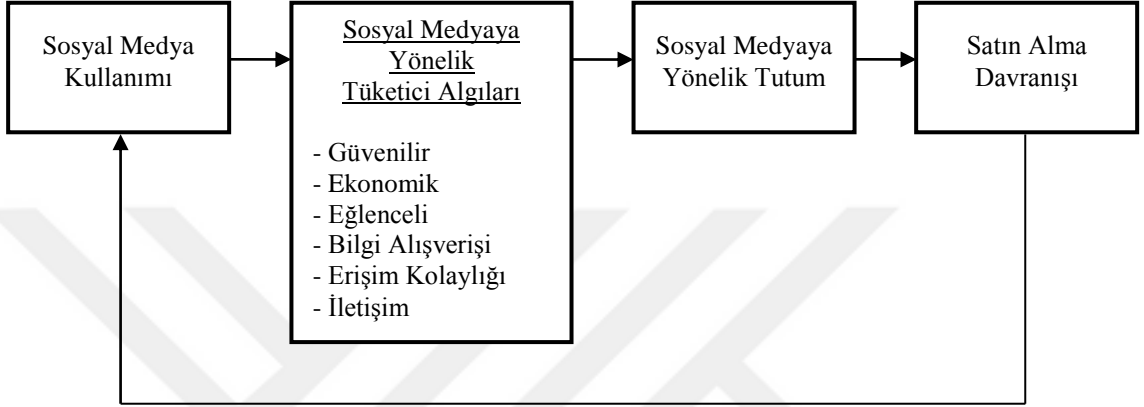 Sosyal Medya
Kullanımı
Sosyal Medyaya
Yönelik
Tüketici Algıları
- Güvenilir
- Ekonomik
- Eğlenceli
- Bilgi Alışverişi
- Erişim Kolaylığı
- İletişim
Sosyal Medyaya
Yönelik Tutum
Satın Alma
Davranışı